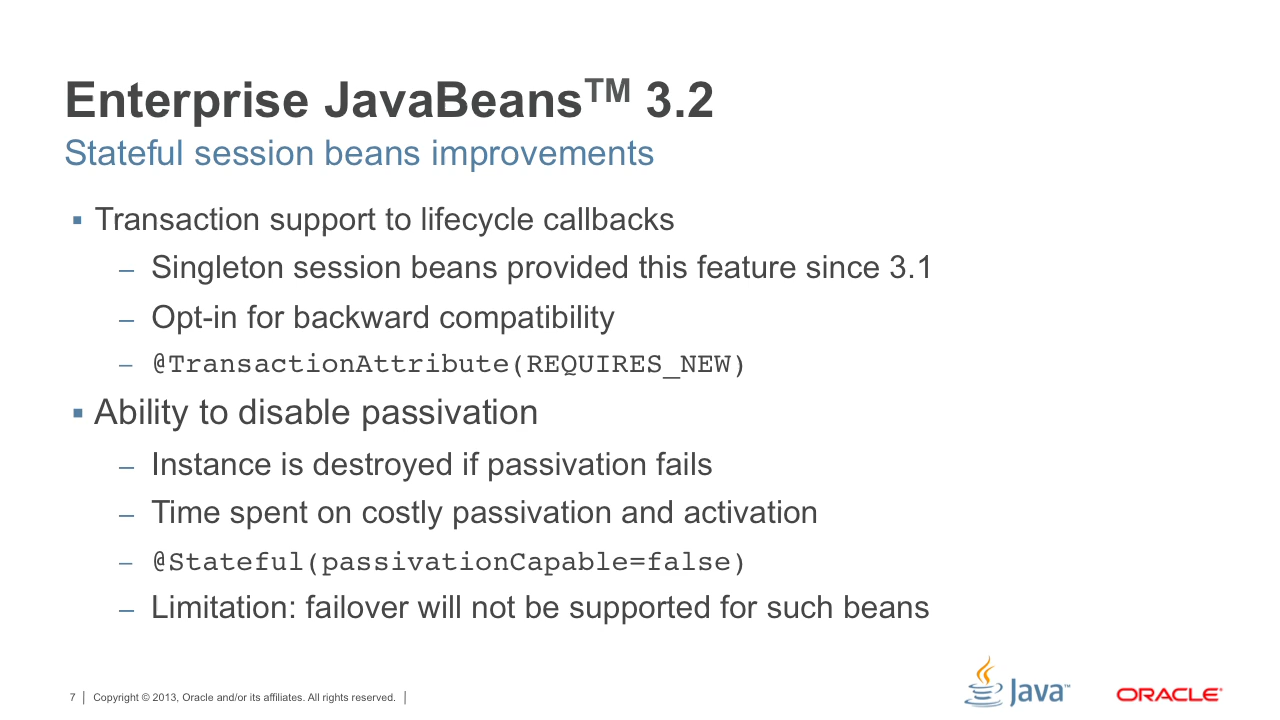 Enterprise JavaBeans™ 3.2
Stateful session beans improvements
▪ Transaction support to lifecycle callbacks
– Singleton session beans provided this feature since 3.1
– Opt-in for backward compatibility
– @TransactionAttribute(REQUIRES_NEW)
▪ Ability to disable passivation
– Instance is destroyed if passivation fails
– Time spent on costly passivation and activation
– @Stateful(passivationCapable=false)
– Limitation: failover will not be supported for such beans
7 | Copyright © 2013, Oracle and/or its affiliates. All rights reserved. |
Java™
ORACLE®